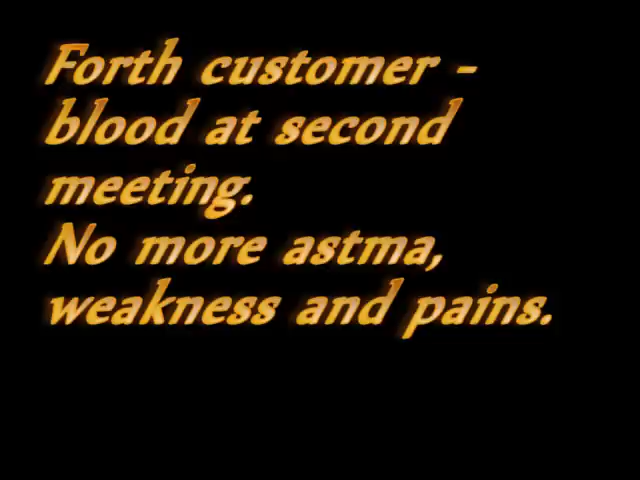 Forth customer -
blood at second
meeting.
No more astma,
weakness and pains.